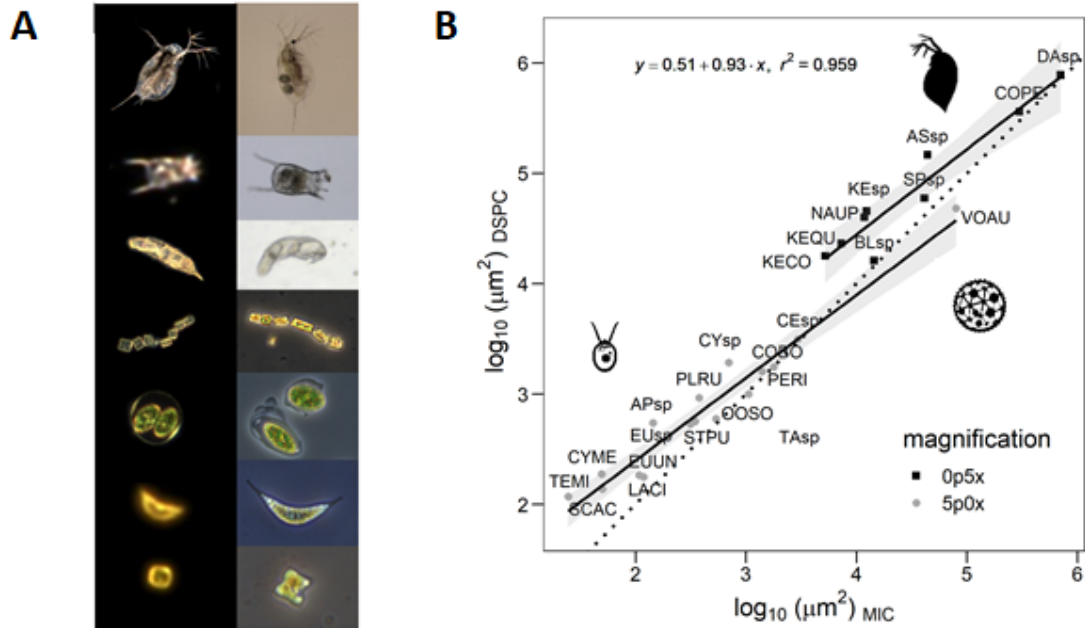 A
B
y = 0.51 + 0.93 · x, r² = 0.959
DAsp
COPE
ASsp
SPsp
KEsp
NAUP
VOAU
KEQU
BLsp
KECO
CEsp
CYsp
COBO
PLRU
PERI
APsp
OOSO
EUsp
STPU
TAsp
CYME
EUUN
TEMI
LACI
SCAC
magnification
0p5x
5p0x
6
5
4
3
2
log₁₀ (μm²) DSPC
2
3
4
5
6
log₁₀ (μm²) MIC